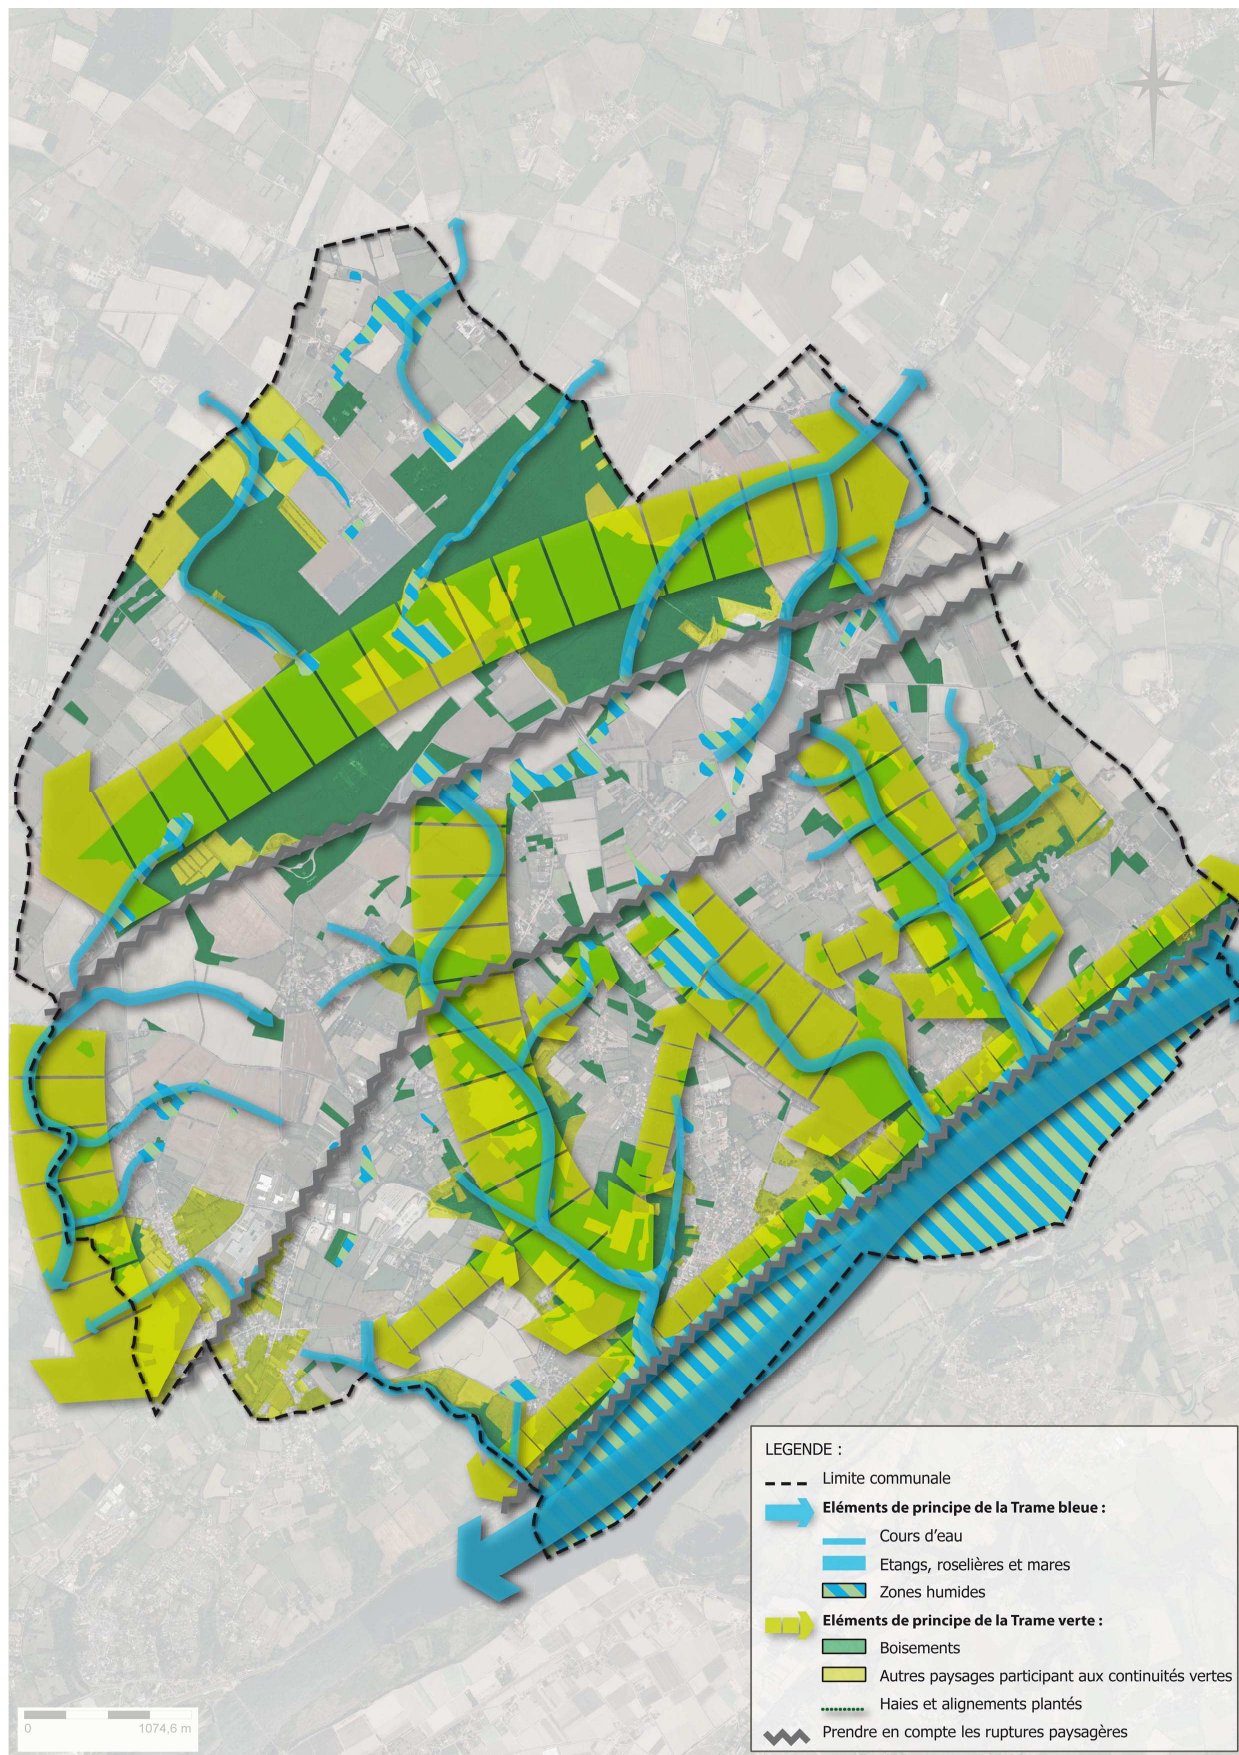 LEGENDE :
Limite communale
Eléments de principe de la Trame bleue :
Cours d'eau
Etangs, roselières et mares
Zones humides
Eléments de principe de la Trame verte :
Boisements
Autres paysages participant aux continuités vertes
Haies et alignements plantés
Prendre en compte les ruptures paysagères
0 1074,6 m